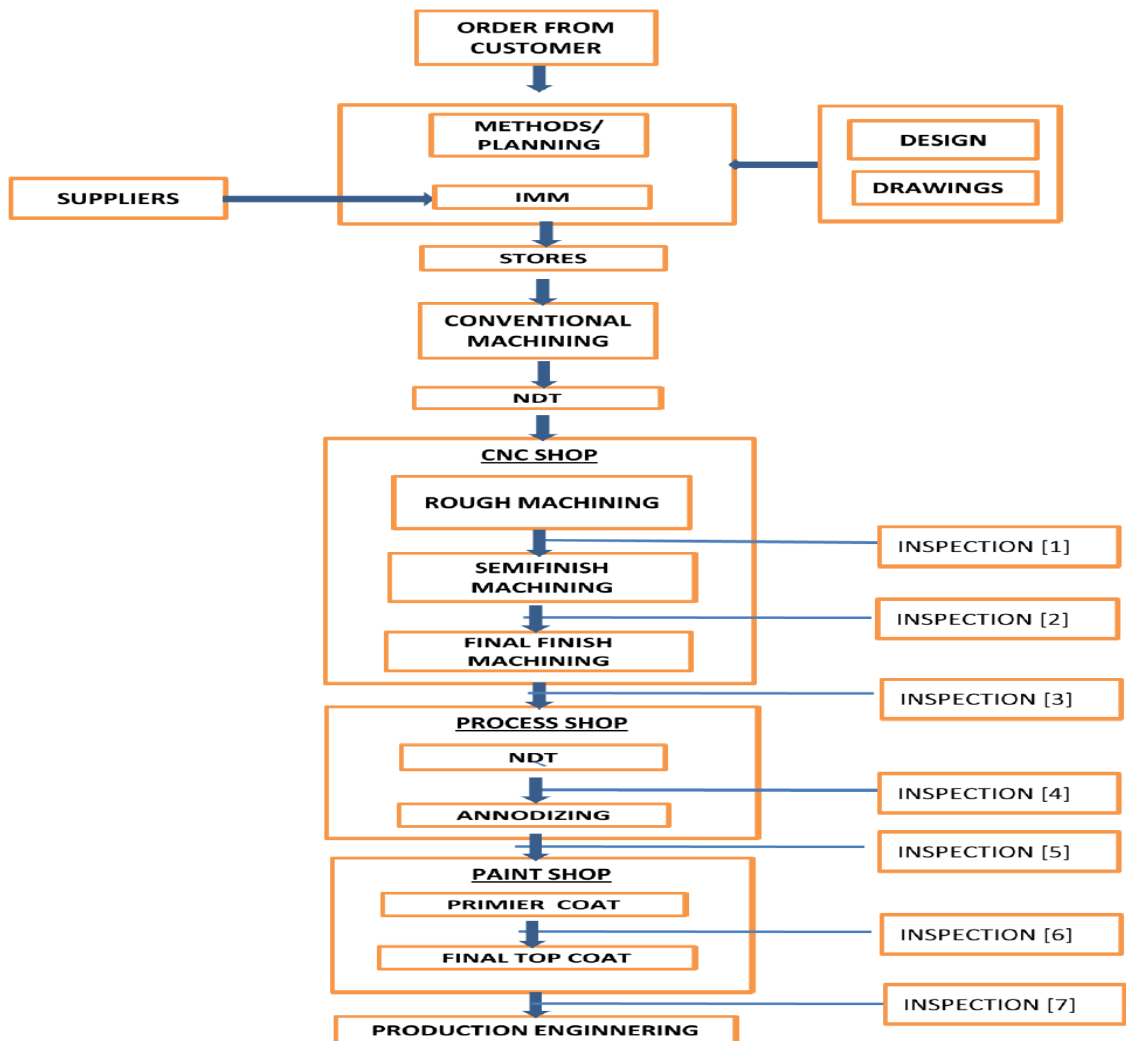 ORDER FROM
CUSTOMER
METHODS/
PLANNING
DESIGN
DRAWINGS
SUPPLIERS
IMM
STORES
CONVENTIONAL
MACHINING
NDT
CNC SHOP
ROUGH MACHINING
INSPECTION [1]
SEMIFINISH
MACHINING
INSPECTION [2]
FINAL FINISH
MACHINING
INSPECTION [3]
PROCESS SHOP
NDT
INSPECTION [4]
ANNODIZING
INSPECTION [5]
PAINT SHOP
PRIMIER COAT
INSPECTION [6]
FINAL TOP COAT
INSPECTION [7]
PRODUCTION ENGINNERING